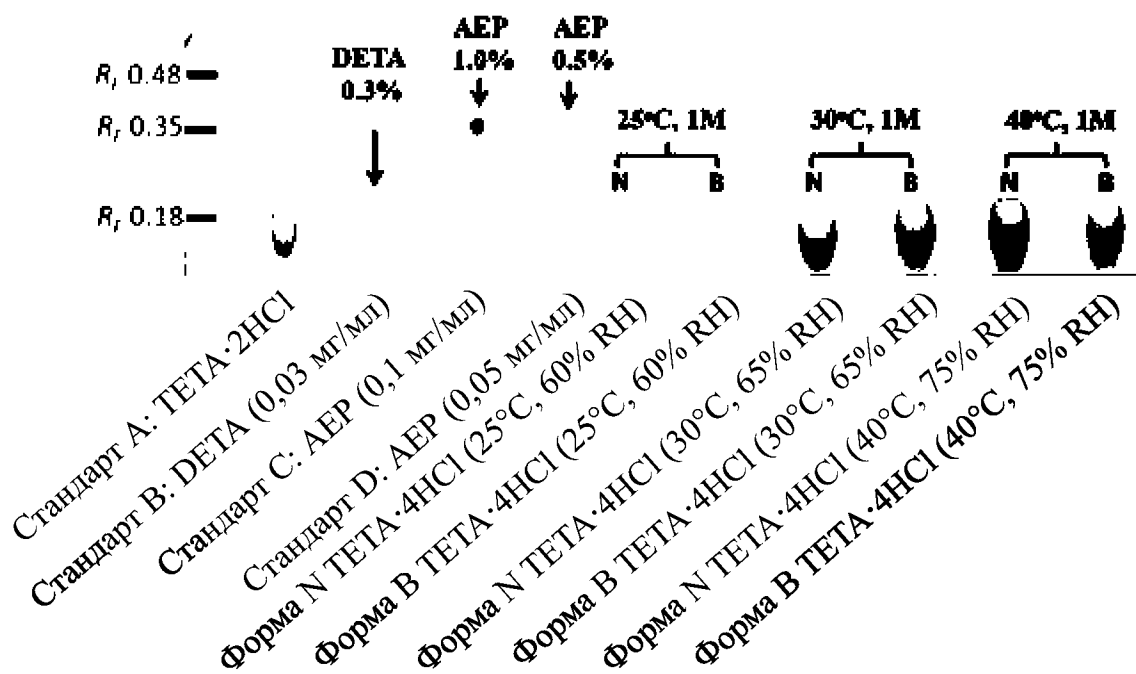 AEP
AEP
DETA
1.0%
0.5%
Rf 0.48
0.3%
Rf 0.35
25°C, 1M
30°C, 1M
40°C, 1M
N
B
N
B
N
B
Rf 0.18
Стандарт A: TETA·2HCl
Стандарт B: DETA (0,03 мг/мл)
Стандарт C: AEP (0,1 мг/мл)
Стандарт D: AEP (0,05 мг/мл)
Форма N TETA·4HCl (25°C, 60% RH)
Форма B TETA·4HCl (25°C, 60% RH)
Форма N TETA·4HCl (30°C, 65% RH)
Форма B TETA·4HCl (30°C, 65% RH)
Форма N TETA·4HCl (40°C, 75% RH)
Форма B TETA·4HCl (40°C, 75% RH)